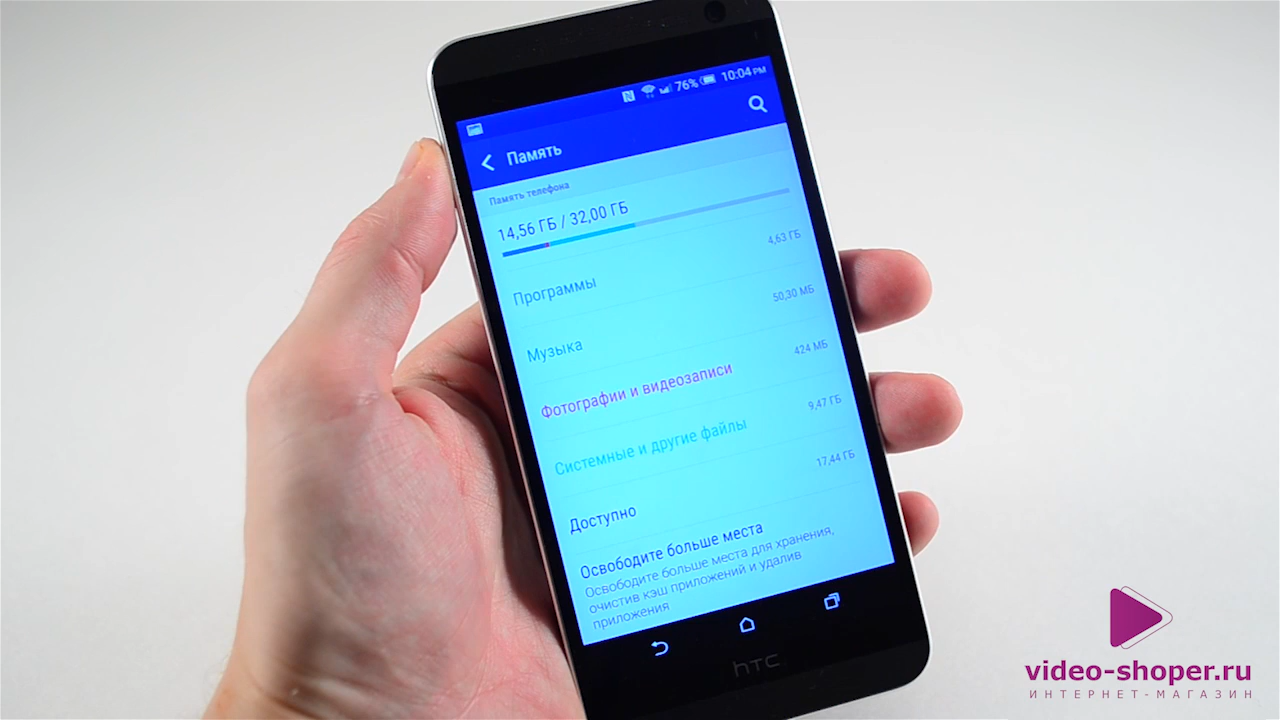 76% 10:04 PM
Память
Память телефона
14,56 ГБ / 32,00 ГБ
Программы 4,63 ГБ
Музыка 50,30 МБ
Фотографии и видеозаписи 424 МБ
Системные и другие файлы 9,47 ГБ
Доступно 17,44 ГБ
Освободите больше места
Освободите больше места для хранения,
очистив кэш приложений и удалив
приложения
hтc
video-shoper.ru
ИНТЕРНЕТ-МАГАЗИН